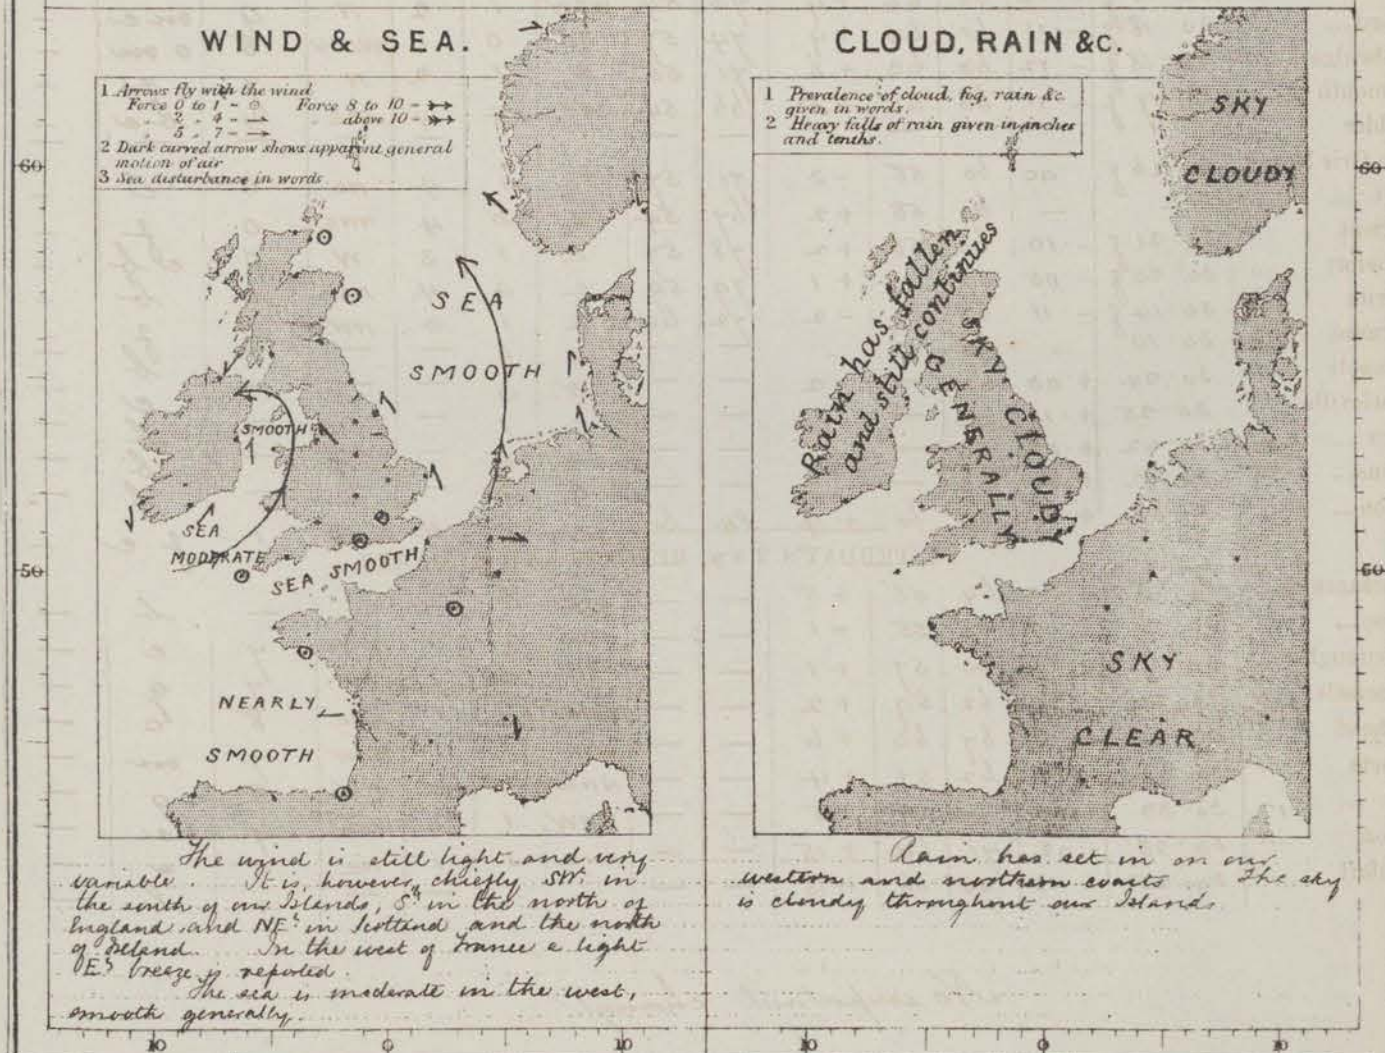 WIND & SEA.
1 Arrows fly with the wind
Force 0 to 1 - ⊙ Force 8 to 10 -
" 2 " 4 - above 10 -
" 5 " 7 -
2 Dark curved arrow shows apparent general
motion of air
3 Sea disturbance in words
60
50
SEA
SMOOTH
SMOOTH
SEA
MODERATE
SEA SMOOTH
NEARLY
SMOOTH
The wind is still light and very
variable. It is, however, chiefly SW. in
the south of our Islands, Sly in the north of
England and NEly in Scotland and the north
of Ireland. In the west of France a light
Ely breeze is reported.
The sea is moderate in the west,
smooth generally.
10 0 10
CLOUD, RAIN &c.
1 Prevalence of cloud, fog, rain &c.
given in words.
2 Heavy falls of rain given in inches
and tenths.
SKY
CLOUDY
60
50
Rain has fallen
and still continues
SKY CLOUDY
GENERALLY
SKY
CLEAR
Rain has set in on our
western and northern coasts. The sky
is cloudy throughout our Islands.
10 0 10